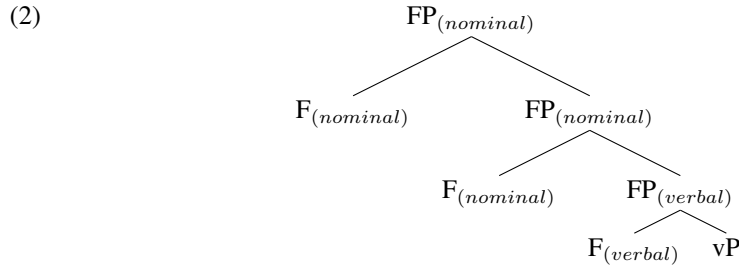 (2) FP(nominal)
F(nominal) FP(nominal)
F(nominal) FP(verbal)
F(verbal) vP